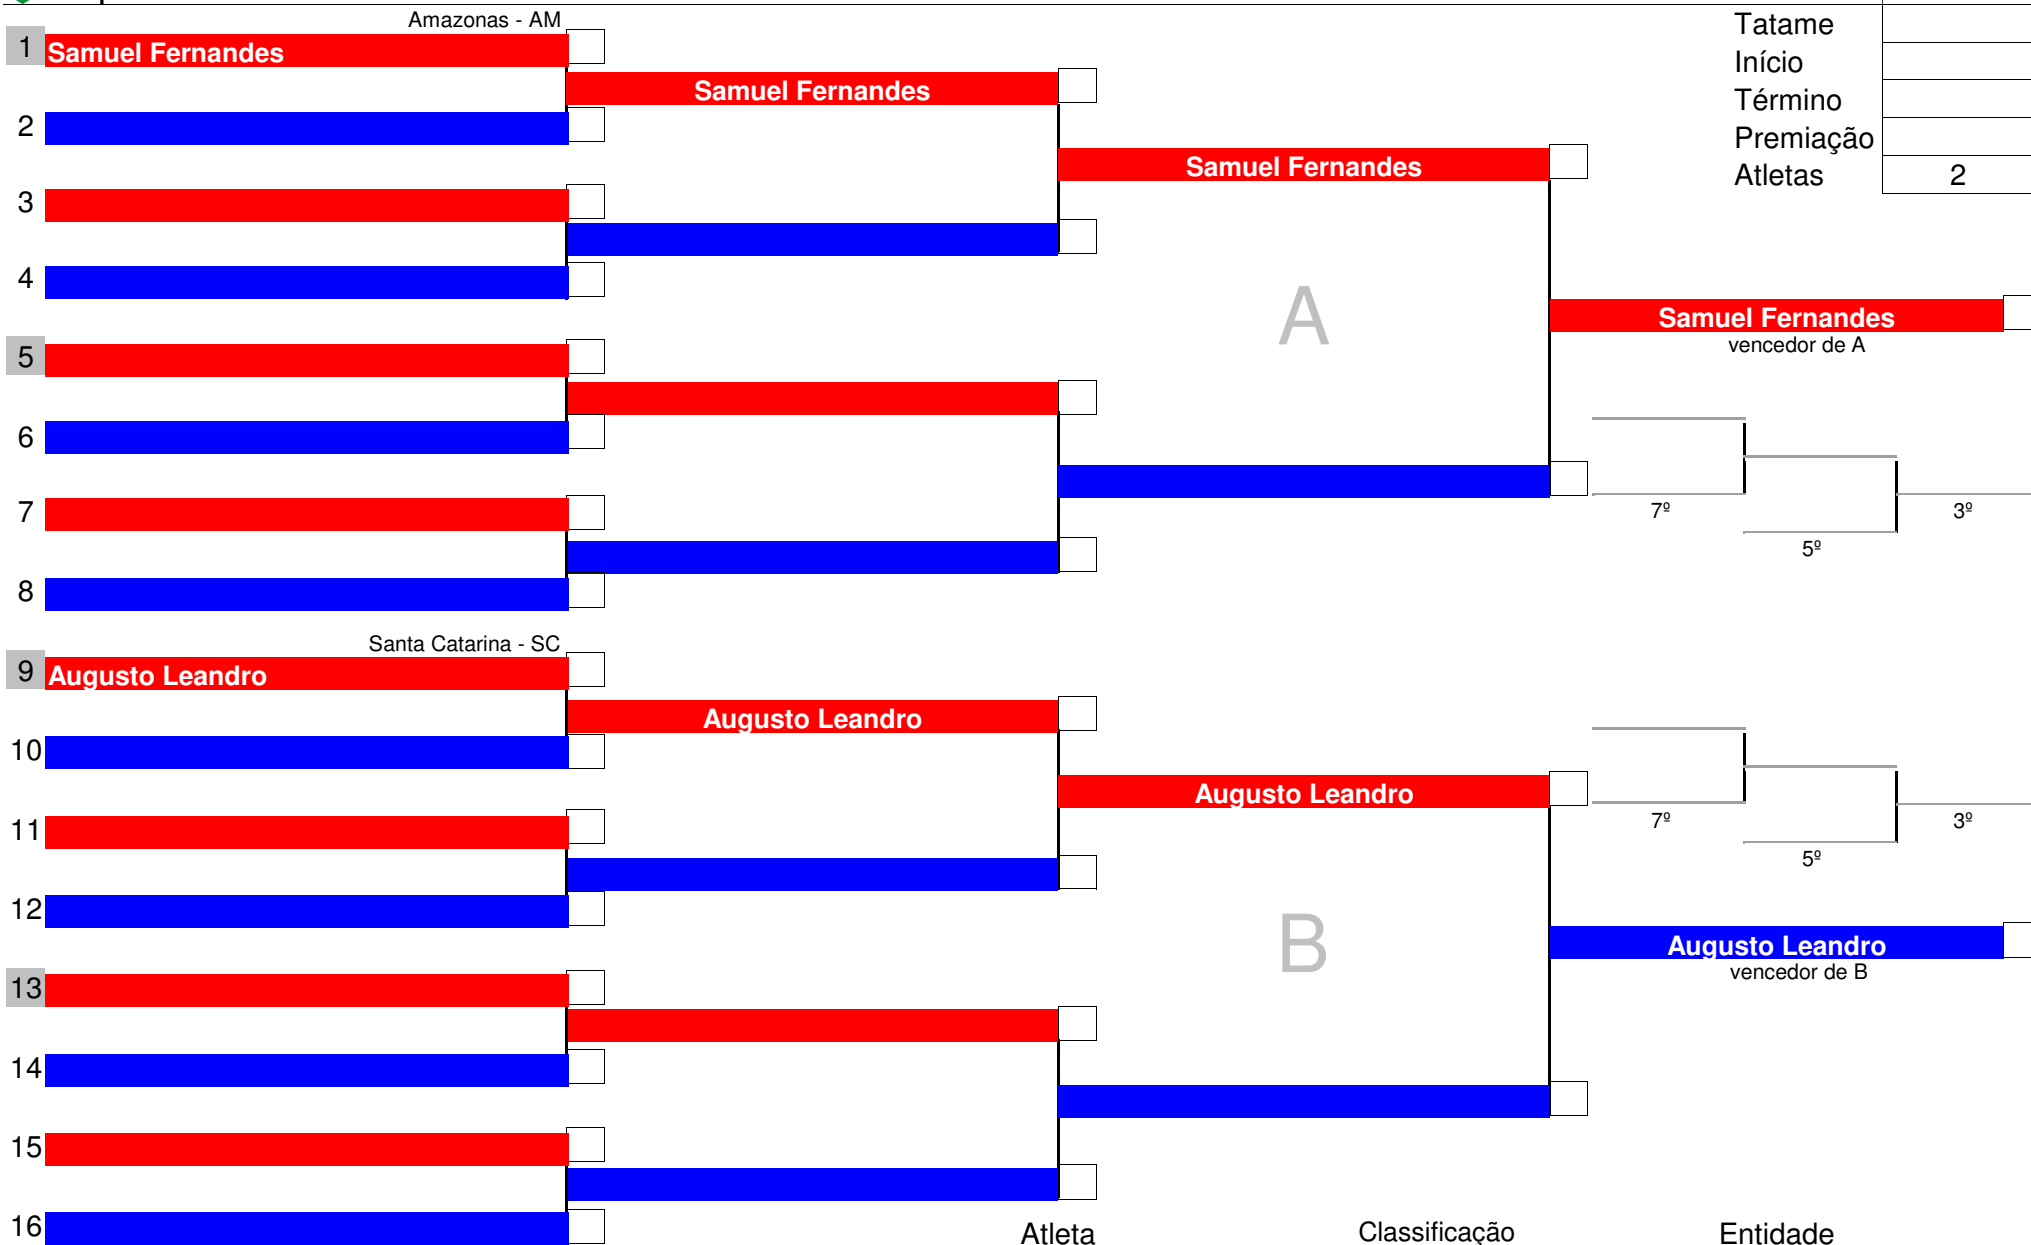 Amazonas - AM
Tatame
1 Samuel Fernandes
Início
Samuel Fernandes
Término
2
Premiação
Samuel Fernandes
Atletas 2
3
4
A
Samuel Fernandes
vencedor de A
5
6
7
7º
3º
5º
8
Santa Catarina - SC
9 Augusto Leandro
Augusto Leandro
10
Augusto Leandro
11
7º
3º
5º
12
B
Augusto Leandro
vencedor de B
13
14
15
16
Atleta Classificação Entidade